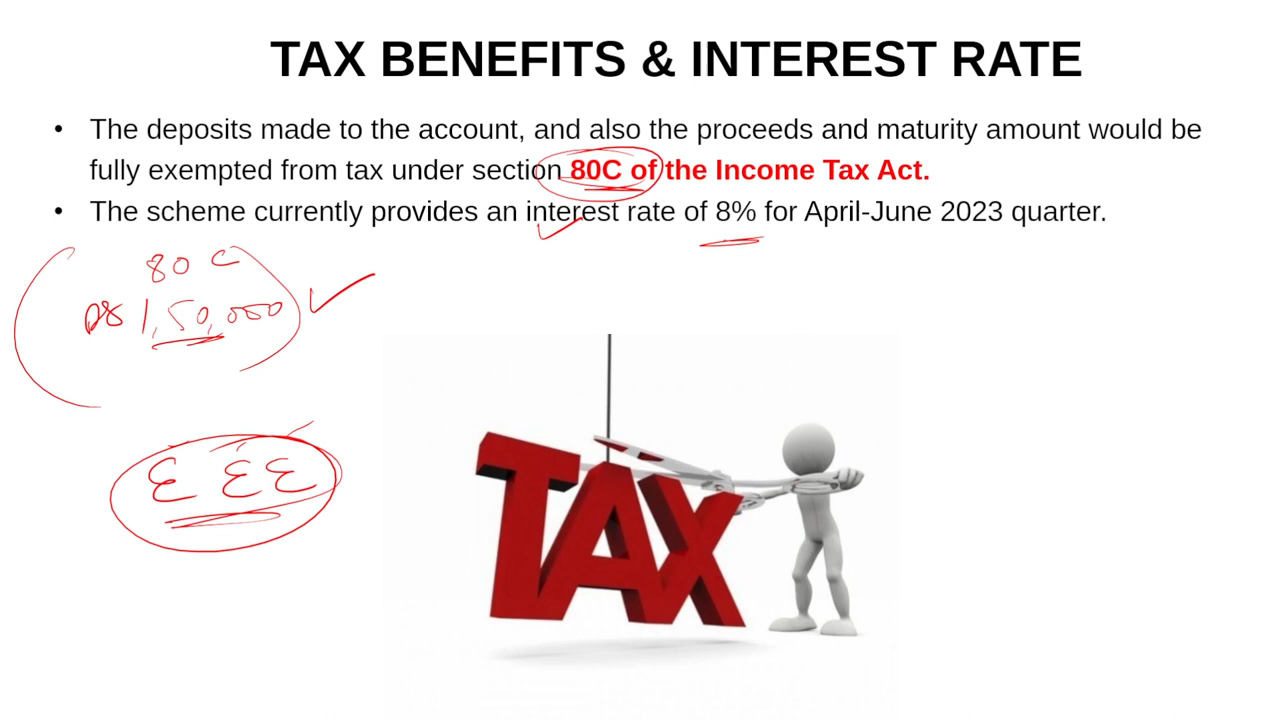 TAX BENEFITS & INTEREST RATE
• The deposits made to the account, and also the proceeds and maturity amount would be
fully exempted from tax under section 80C of the Income Tax Act.
• The scheme currently provides an interest rate of 8% for April-June 2023 quarter.
80 C
RS 1,50,000
E E E
TAX